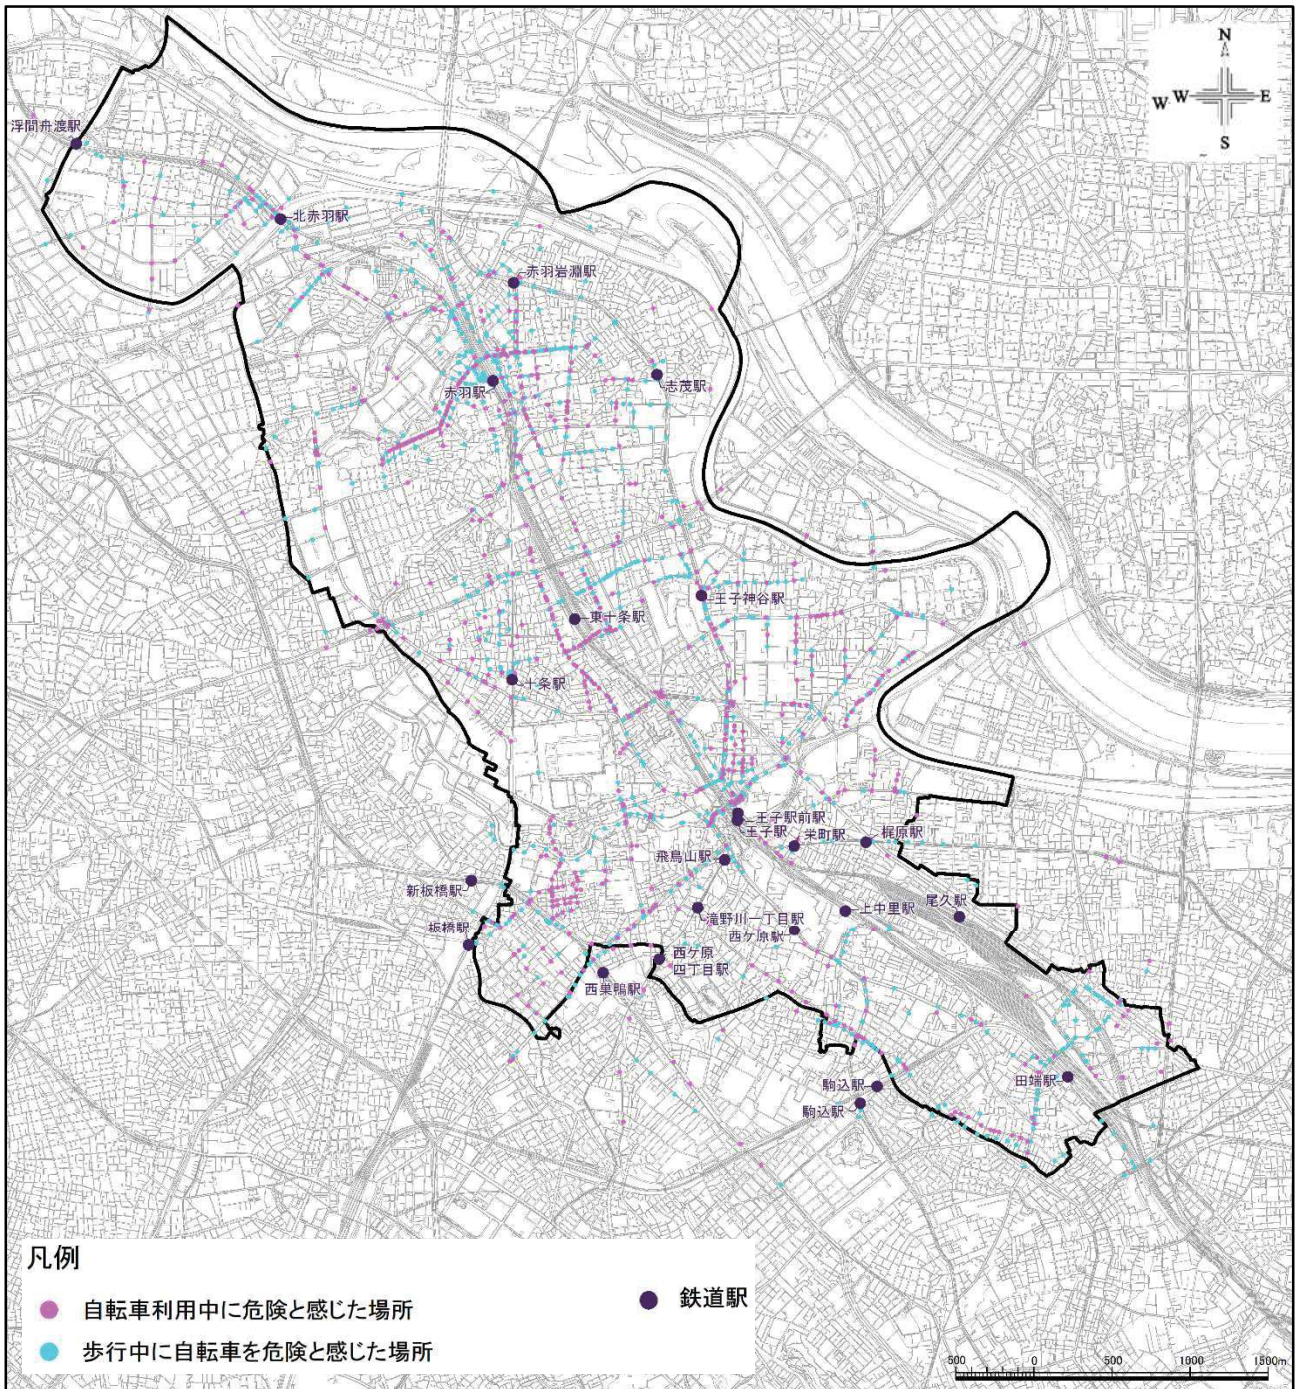 N
W W E
S
浮間舟渡駅
北赤羽駅
赤羽岩淵駅
赤羽駅
志茂駅
王子神谷駅
東十条駅
十条駅
王子駅前駅
王子駅
栄町駅
梶原駅
飛鳥山駅
新板橋駅
滝野川一丁目駅
上中里駅
尾久駅
西ケ原駅
板橋駅
西ケ原
四丁目駅
西巣鴨駅
田端駅
駒込駅
駒込駅
凡例
自転車利用中に危険と感じた場所
鉄道駅
歩行中に自転車を危険と感じた場所
500 0 500 1000 1500m